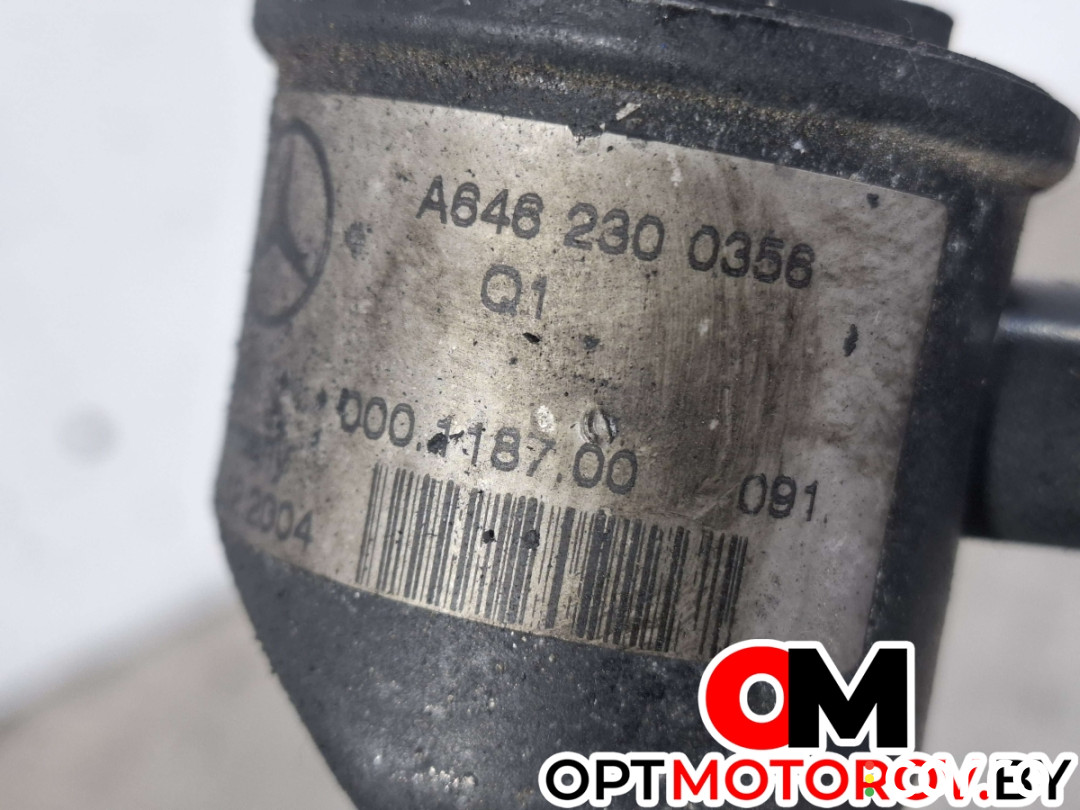 A646 230 0356
Q1
000.1187.00 091
2004
OM
OPTMOTOROV.BY